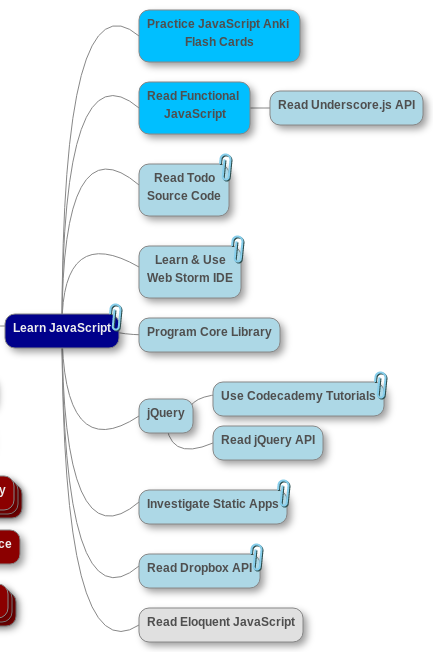 Practice JavaScript Anki
Flash Cards
Read Functional
JavaScript
Read Underscore.js API
Read Todo
Source Code
Learn & Use
Web Storm IDE
Learn JavaScript
Program Core Library
jQuery
Use Codecademy Tutorials
Read jQuery API
Investigate Static Apps
Read Dropbox API
Read Eloquent JavaScript